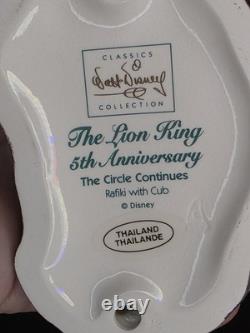 CLASSICS
Walt Disney
COLLECTION
The Lion King
5th Anniversary
The Circle Continues
Rafiki with Cub
© Disney
THAILAND
THAILANDE